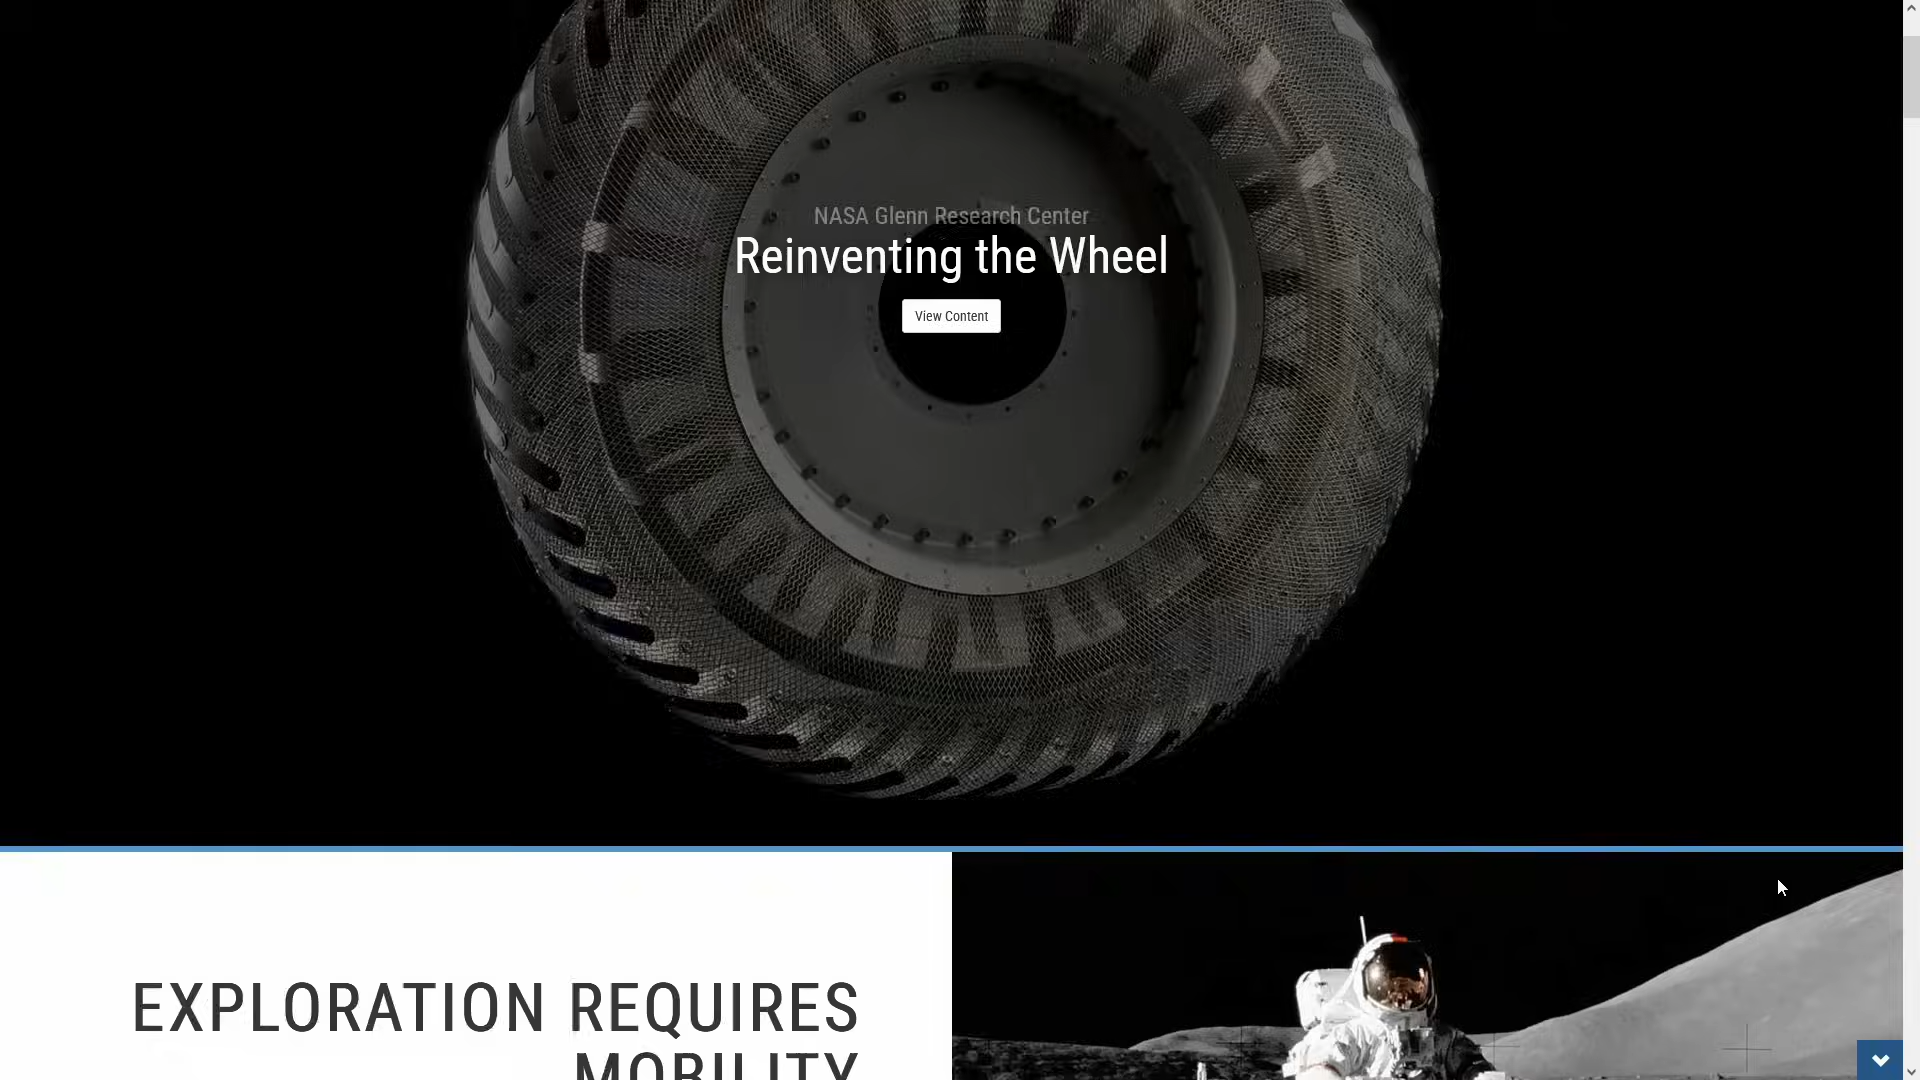 NASA Glenn Research Center
Reinventing the Wheel
View Content
EXPLORATION REQUIRES
MOBILITY